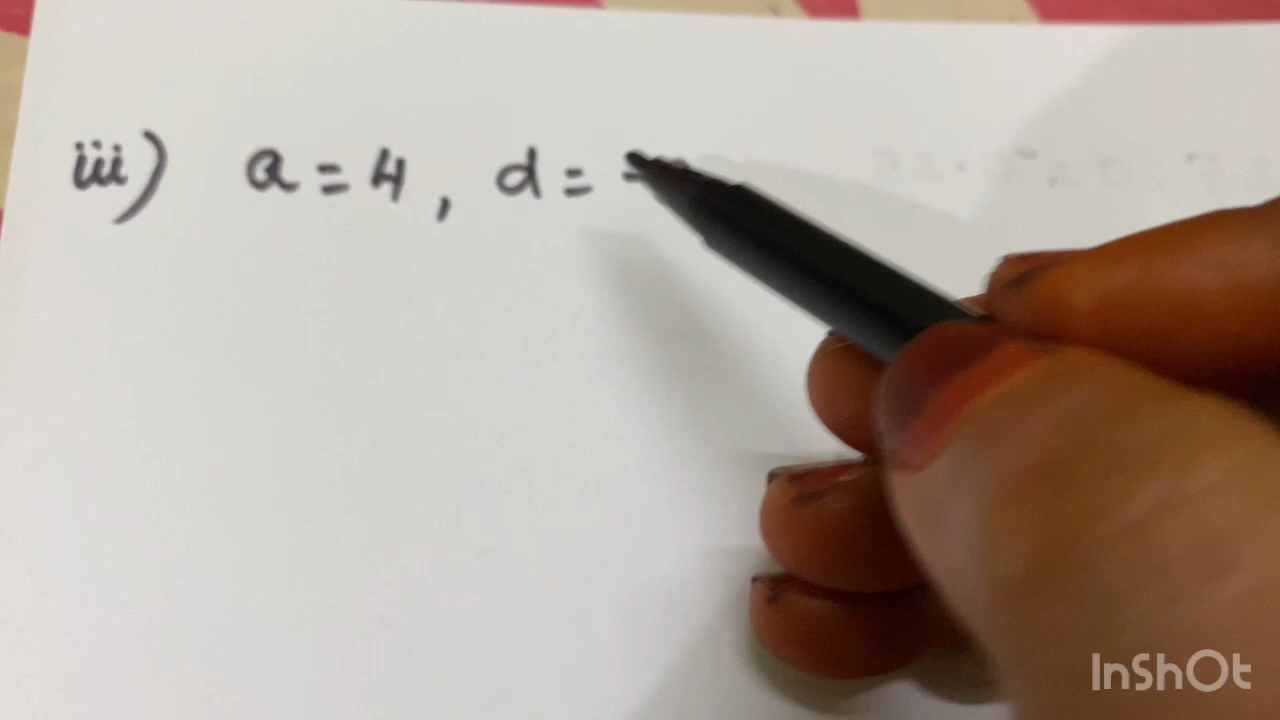 iii) a = 4, d =
InShOt